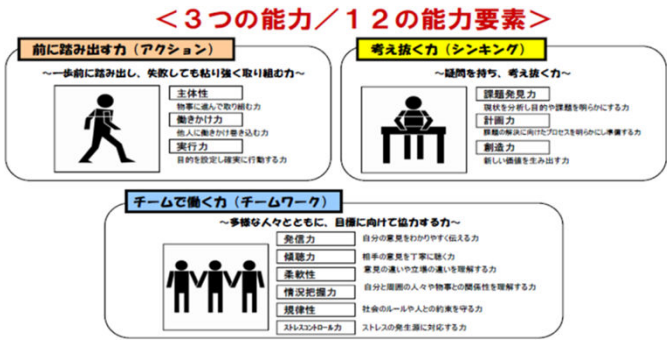 ＜３つの能力／１２の能力要素＞
前に踏み出す力（アクション）
～一歩前に踏み出し、失敗しても粘り強く取り組む力～
主体性
物事に進んで取り組む力
働きかけ力
他人に働きかけ巻き込む力
実行力
目的を設定し確実に行動する力
考え抜く力（シンキング）
～疑問を持ち、考え抜く力～
課題発見力
現状を分析し目的や課題を明らかにする力
計画力
課題の解決に向けたプロセスを明らかにし準備する力
創造力
新しい価値を生み出す力
チームで働く力（チームワーク）
～多様な人々とともに、目標に向けて協力する力～
発信力　自分の意見をわかりやすく伝える力
傾聴力　相手の意見を丁寧に聴く力
柔軟性　意見の違いや立場の違いを理解する力
情況把握力　自分と周囲の人々や物事との関係性を理解する力
規律性　社会のルールや人との約束を守る力
ストレスコントロール力　ストレスの発生源に対応する力